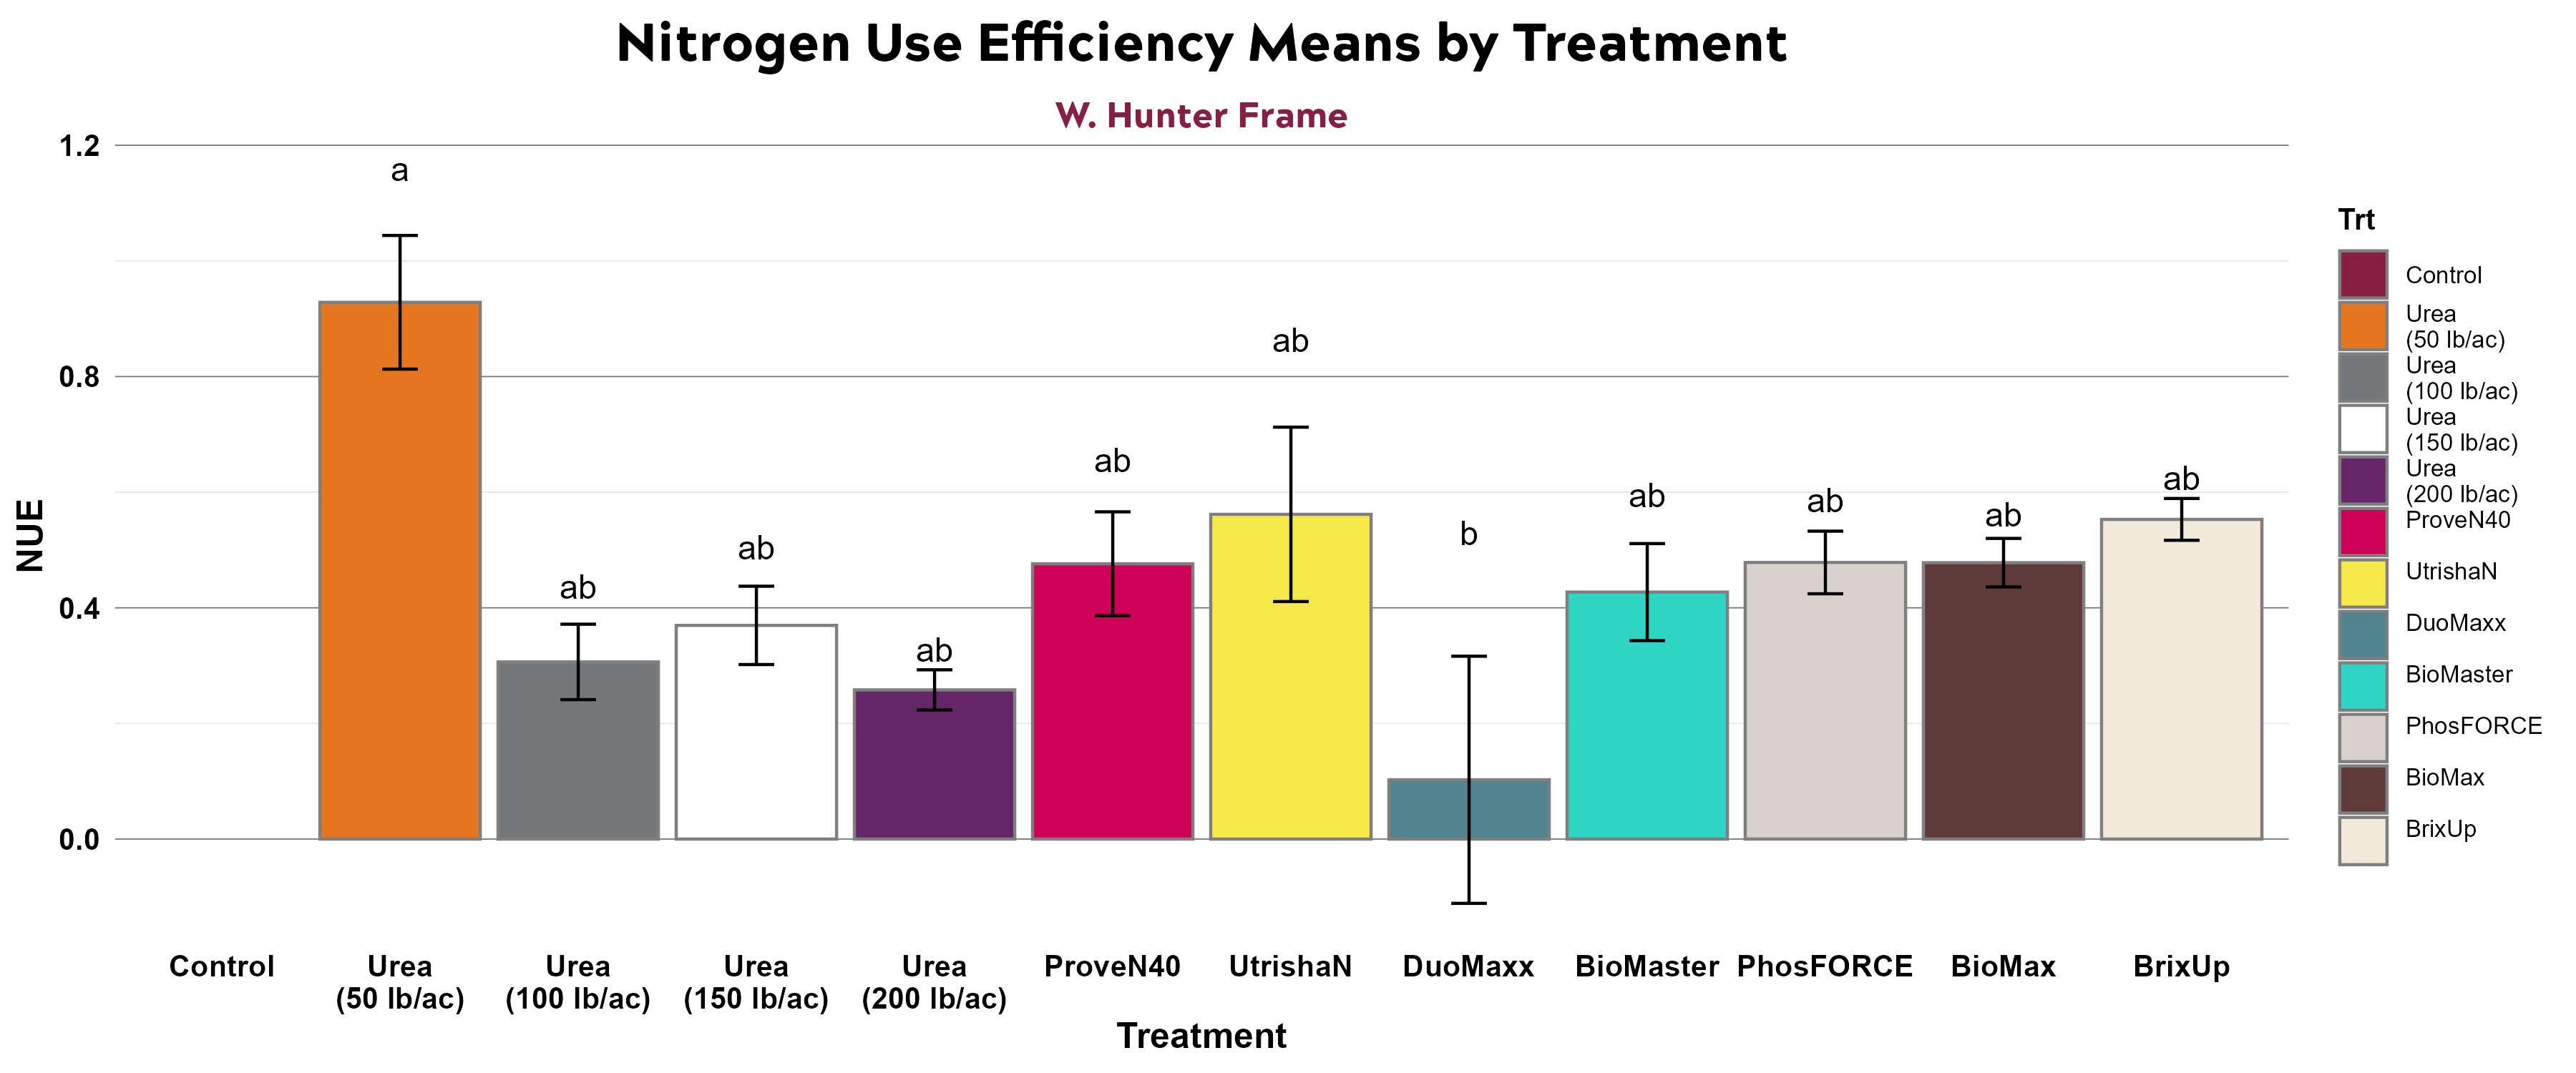 Nitrogen Use Efficiency Means by Treatment
W. Hunter Frame
1.2
0.8
0.4
0.0
NUE
a
ab
ab
ab
ab
ab
b
ab
ab
ab
ab
Control
Urea
(50 lb/ac)
Urea
(100 lb/ac)
Urea
(150 lb/ac)
Urea
(200 lb/ac)
ProveN40
UtrishaN
DuoMaxx
BioMaster
PhosFORCE
BioMax
BrixUp
Treatment
Trt
Control
Urea
(50 lb/ac)
Urea
(100 lb/ac)
Urea
(150 lb/ac)
Urea
(200 lb/ac)
ProveN40
UtrishaN
DuoMaxx
BioMaster
PhosFORCE
BioMax
BrixUp